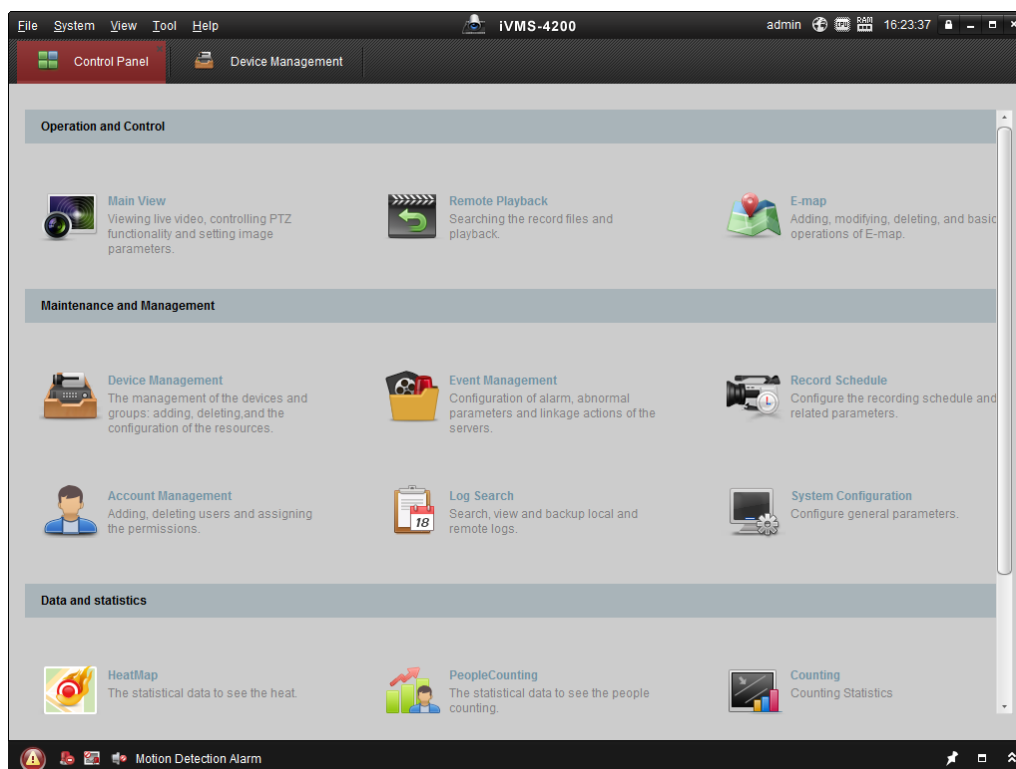 File System View Tool Help iVMS-4200 admin CPU RAM 16:23:37
Control Panel Device Management
Operation and Control
Main View
Viewing live video, controlling PTZ
functionality and setting image
parameters.
Remote Playback
Searching the record files and
playback.
E-map
Adding, modifying, deleting, and basic
operations of E-map.
Maintenance and Management
Device Management
The management of the devices and
groups: adding, deleting,and the
configuration of the resources.
Event Management
Configuration of alarm, abnormal
parameters and linkage actions of the
servers.
Record Schedule
Configure the recording schedule and
related parameters.
Account Management
Adding, deleting users and assigning
the permissions.
Log Search
Search, view and backup local and
remote logs.
18
System Configuration
Configure general parameters.
Data and statistics
HeatMap
The statistical data to see the heat.
PeopleCounting
The statistical data to see the people
counting.
Counting
Counting Statistics
Motion Detection Alarm